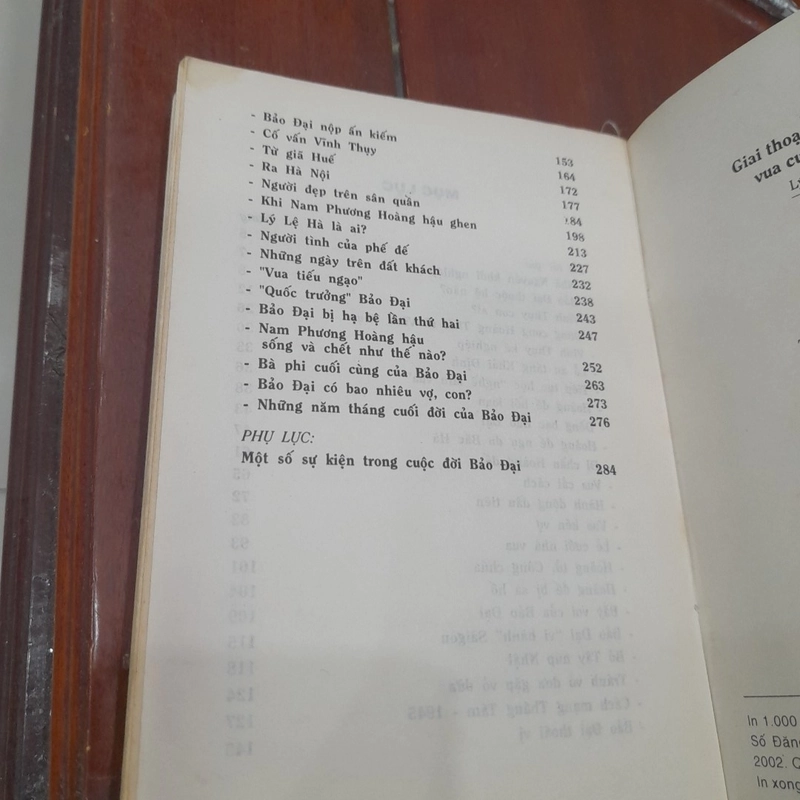 - Bảo Đại nộp ấn kiếm 153
- Cố vấn Vĩnh Thụy 164
- Từ giã Huế 172
- Ra Hà Nội 177
- Người đẹp trên sân quần 184
- Khi Nam Phương Hoàng hậu ghen 198
- Lý Lệ Hà là ai? 213
- Người tình của phế đế 227
- Những ngày trên đất khách 232
- "Vua tiếu ngạo" 238
- "Quốc trưởng" Bảo Đại 243
- Bảo Đại bị hạ bệ lần thứ hai 247
- Nam Phương Hoàng hậu
sống và chết như thế nào? 252
- Bà phi cuối cùng của Bảo Đại 263
- Bảo Đại có bao nhiêu vợ, con? 273
- Những năm tháng cuối đời của Bảo Đại 276
PHỤ LỤC:
Một số sự kiện trong cuộc đời Bảo Đại 284
Giai thoạ
vua cu
In 1.000
Số Đăng
2002.
In xong